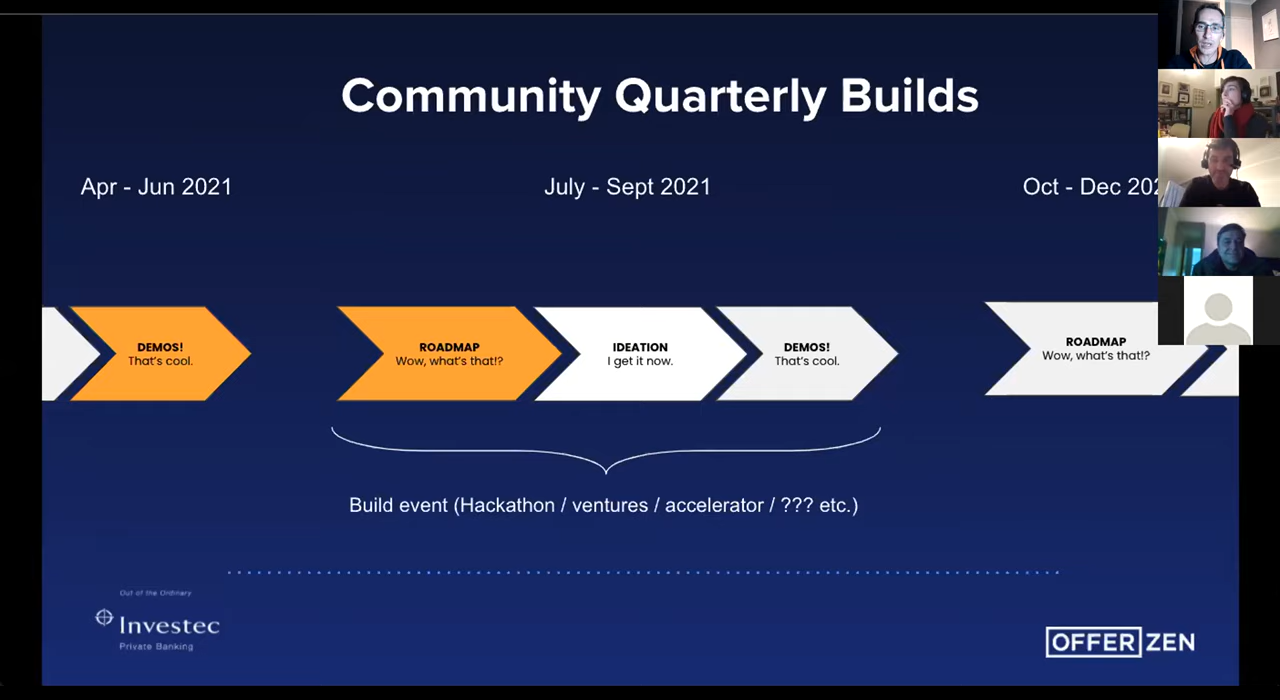 Community Quarterly Builds
Apr - Jun 2021
July - Sept 2021
Oct - Dec 202
DEMOS!
That's cool.
ROADMAP
Wow, what's that!?
IDEATION
I get it now.
DEMOS!
That's cool.
ROADMAP
Wow, what's that!?
Build event (Hackathon / ventures / accelerator / ??? etc.)
Out of the Ordinary
Investec
Private Banking
OFFERZEN